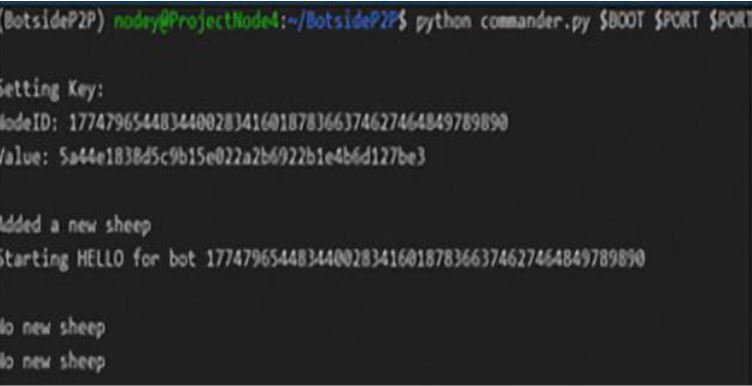 (BotsideP2P) nodey@ProjectNode4:~/BotsideP2P$ python commander.py $BOOT $PORT $PORT
Setting Key:
NodeID: 177479654483440028341601878366374627464849789890
Value: 5a44e1838d5c9b15e022a2b6922b1e4b6d127be3
Added a new sheep
Starting HELLO for bot 177479654483440028341601878366374627464849789890
No new sheep
No new sheep